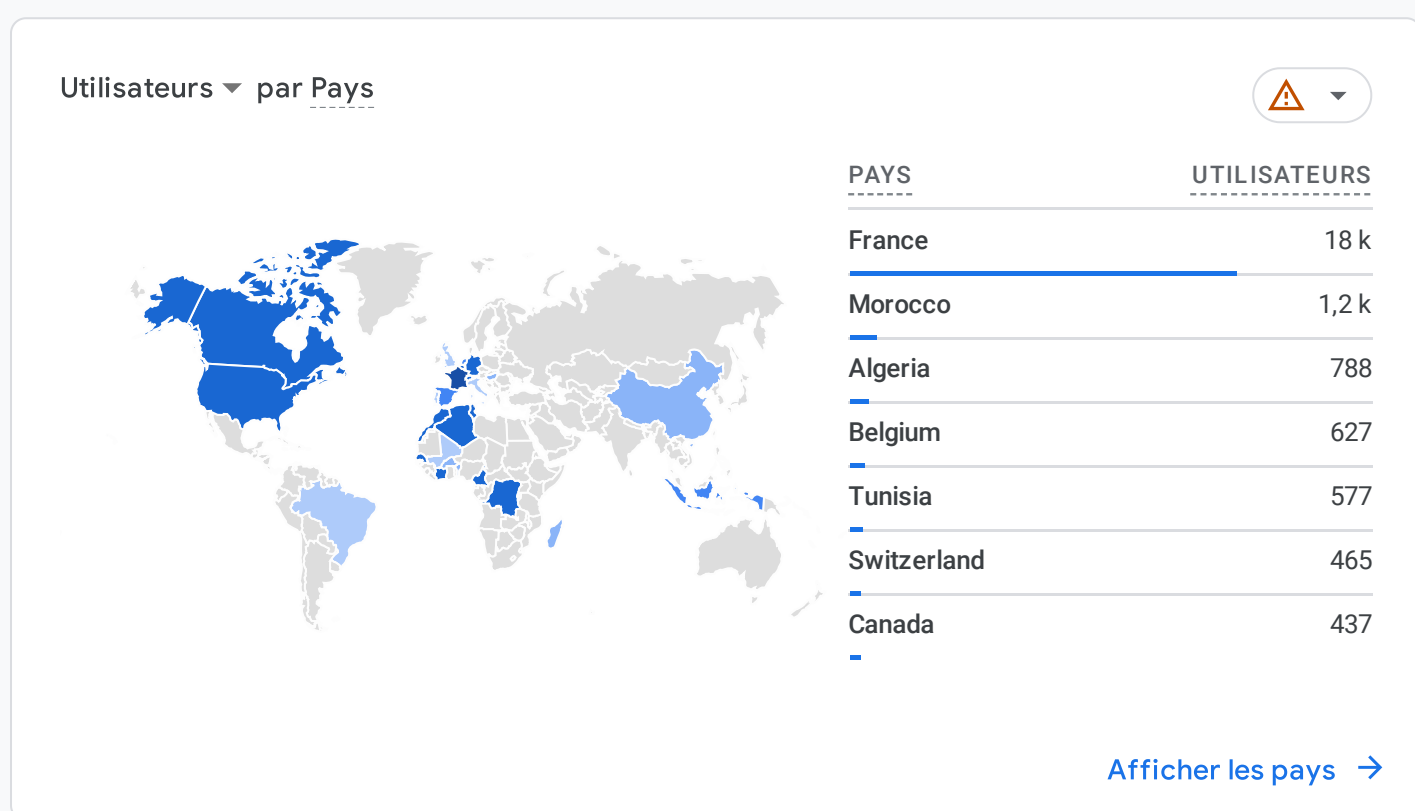 Utilisateurs par Pays
PAYS UTILISATEURS
France 18 k
Morocco 1,2 k
Algeria 788
Belgium 627
Tunisia 577
Switzerland 465
Canada 437
Afficher les pays